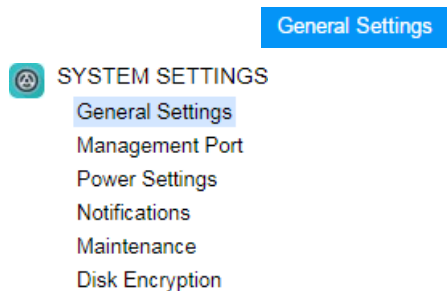 General Settings
SYSTEM SETTINGS
General Settings
Management Port
Power Settings
Notifications
Maintenance
Disk Encryption